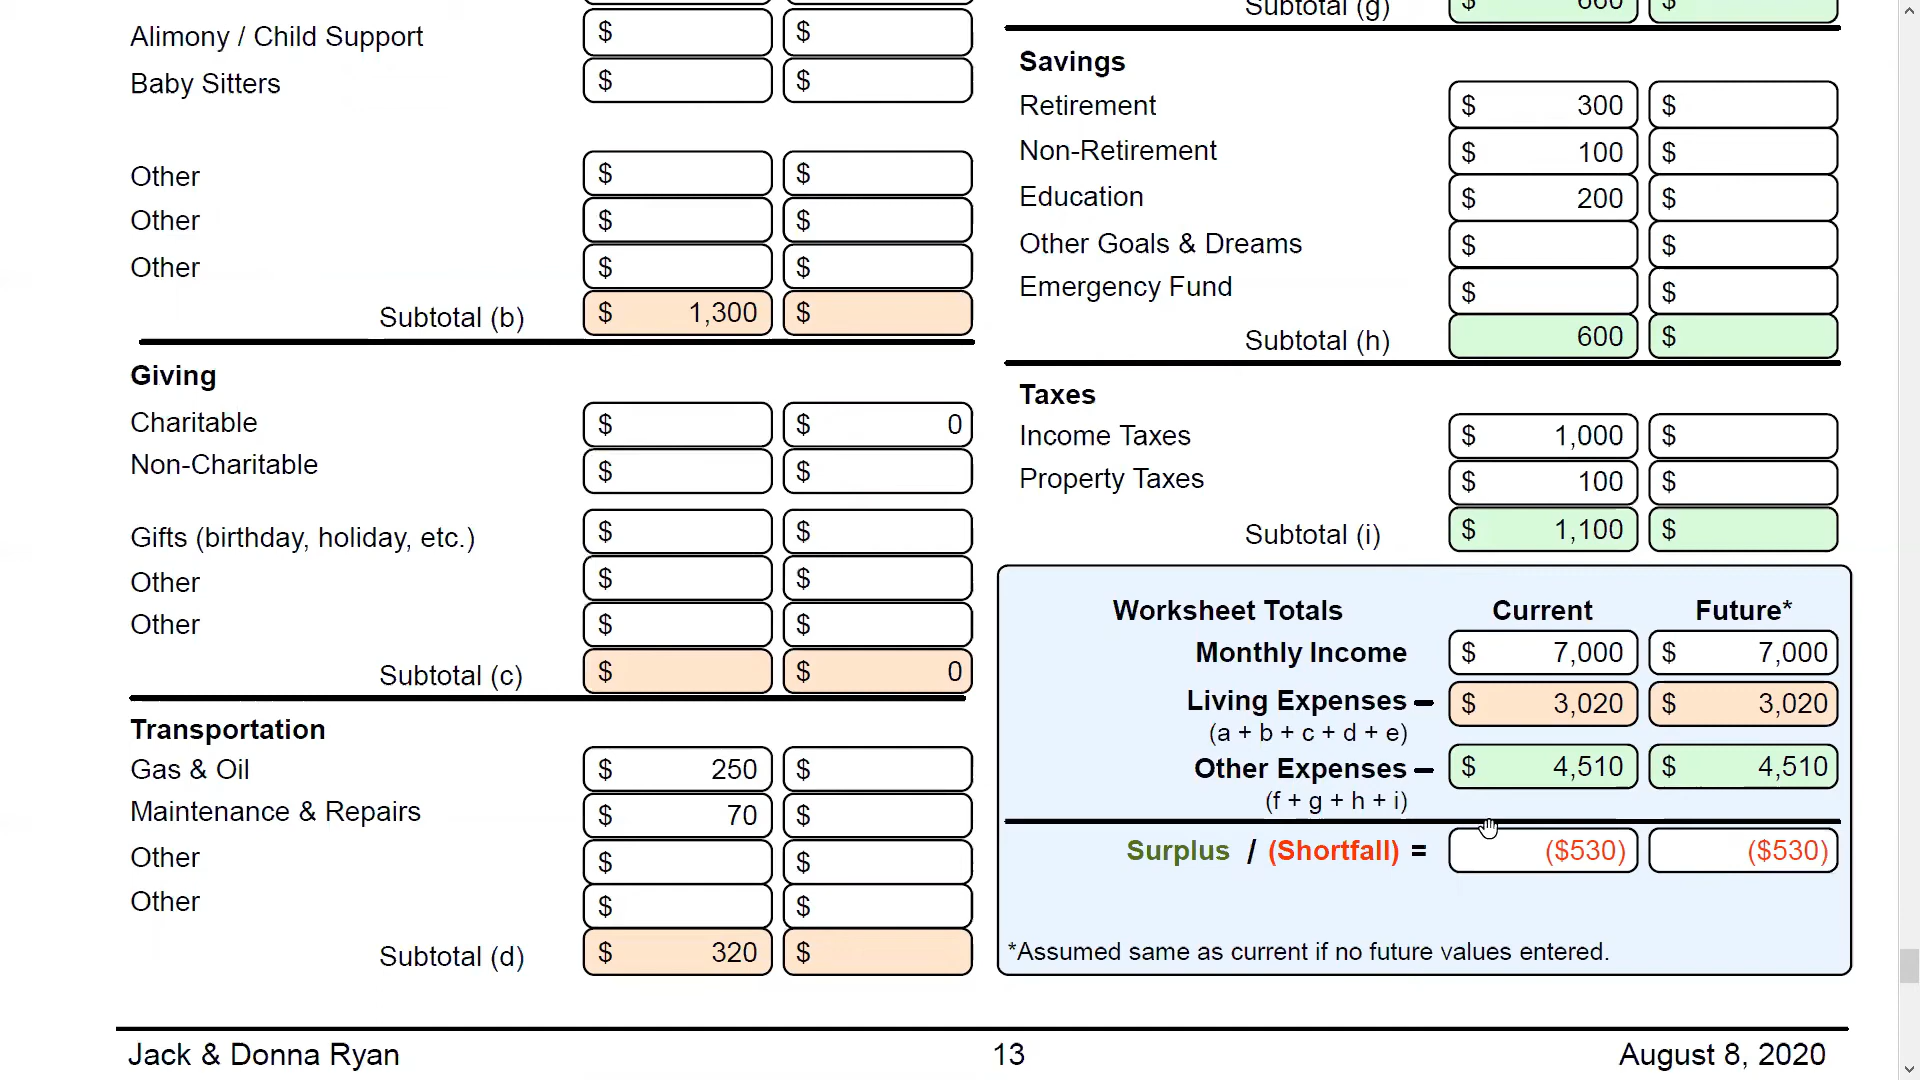 Alimony / Child Support $ $
Baby Sitters $ $
Other $ $
Other $ $
Other $ $
Subtotal (b) $ 1,300 $
Giving
Charitable $ $ 0
Non-Charitable $ $
Gifts (birthday, holiday, etc.) $ $
Other $ $
Other $ $
Subtotal (c) $ $ 0
Transportation
Gas & Oil $ 250 $
Maintenance & Repairs $ 70 $
Other $ $
Other $ $
Subtotal (d) $ 320 $
Subtotal (g) $ 660 $
Savings
Retirement $ 300 $
Non-Retirement $ 100 $
Education $ 200 $
Other Goals & Dreams $ $
Emergency Fund $ $
Subtotal (h) 600 $
Taxes
Income Taxes $ 1,000 $
Property Taxes $ 100 $
Subtotal (i) $ 1,100 $
Worksheet Totals Current Future*
Monthly Income $ 7,000 $ 7,000
Living Expenses – $ 3,020 $ 3,020
(a + b + c + d + e)
Other Expenses – $ 4,510 $ 4,510
(f + g + h + i)
Surplus / (Shortfall) = ($530) ($530)
*Assumed same as current if no future values entered.
Jack & Donna Ryan 13 August 8, 2020